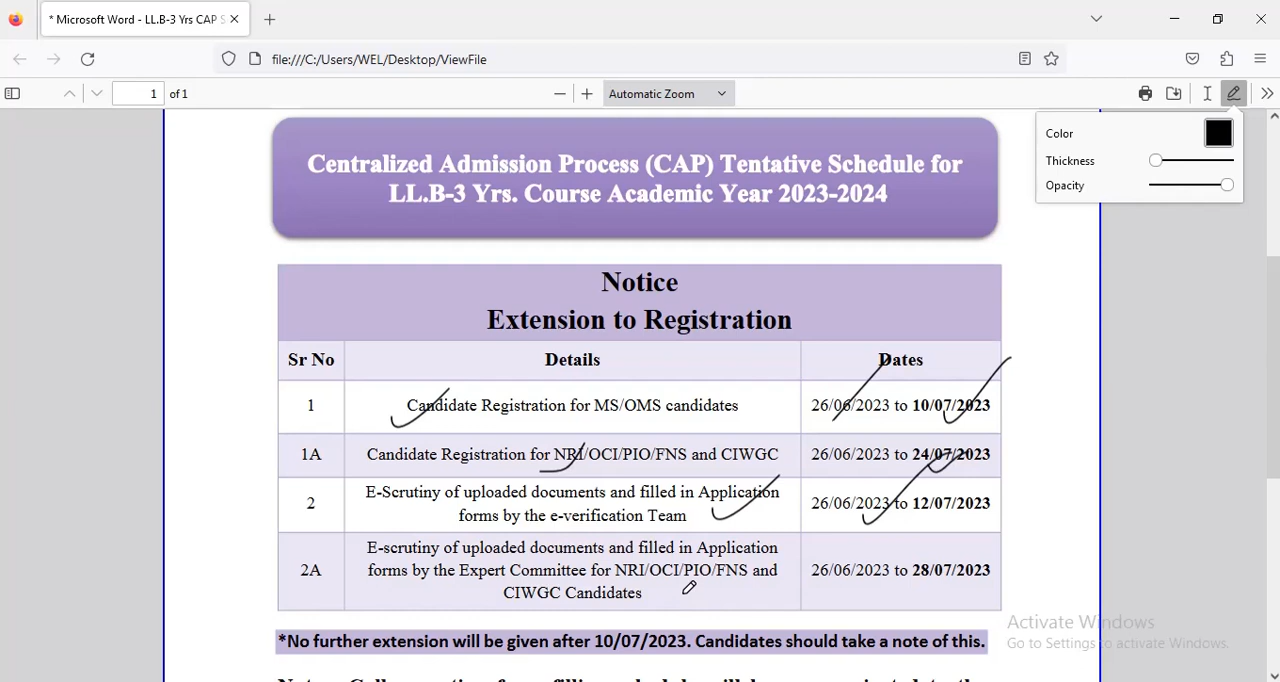 * Microsoft Word - LL.B-3 Yrs CAP S
file:///C:/Users/WEL/Desktop/ViewFile
1 of 1
Automatic Zoom
Color
Thickness
Opacity
Centralized Admission Process (CAP) Tentative Schedule for
LL.B-3 Yrs. Course Academic Year 2023-2024
Notice
Extension to Registration
Sr No Details Dates
1 Candidate Registration for MS/OMS candidates 26/06/2023 to 10/07/2023
1A Candidate Registration for NRI/OCI/PIO/FNS and CIWGC 26/06/2023 to 24/07/2023
E-Scrutiny of uploaded documents and filled in Application
2 26/06/2023 to 12/07/2023
forms by the e-verification Team
E-scrutiny of uploaded documents and filled in Application
2A forms by the Expert Committee for NRI/OCI/PIO/FNS and 26/06/2023 to 28/07/2023
CIWGC Candidates
Activate Windows
Go to Settings to activate Windows.
*No further extension will be given after 10/07/2023. Candidates should take a note of this.